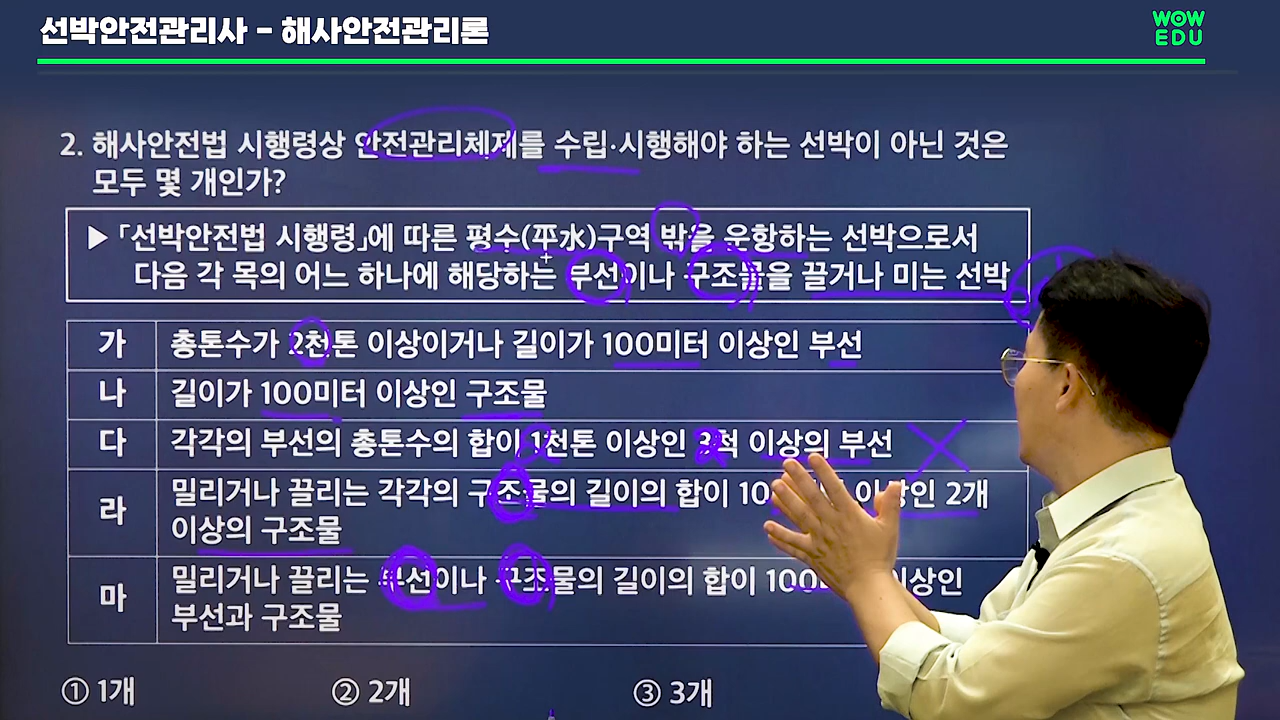 선박안전관리사 - 해사안전관리론
WOW
EDU
2. 해사안전법 시행령상 안전관리체제를 수립·시행해야 하는 선박이 아닌 것은
모두 몇 개인가?
▶ 「선박안전법 시행령」에 따른 평수(平水)구역 밖을 운항하는 선박으로서
다음 각 목의 어느 하나에 해당하는 부선이나 구조물을 끌거나 미는 선박
가 총톤수가 2천톤 이상이거나 길이가 100미터 이상인 부선
나 길이가 100미터 이상인 구조물
다 각각의 부선의 총톤수의 합이 1천톤 이상인 3척 이상의 부선
라 밀리거나 끌리는 각각의 구조물의 길이의 합이 이상인 2개
이상의 구조물
마 밀리거나 끌리는 부선이나 구조물의 길이의 합이 이상인
부선과 구조물
① 1개 ② 2개 ③ 3개